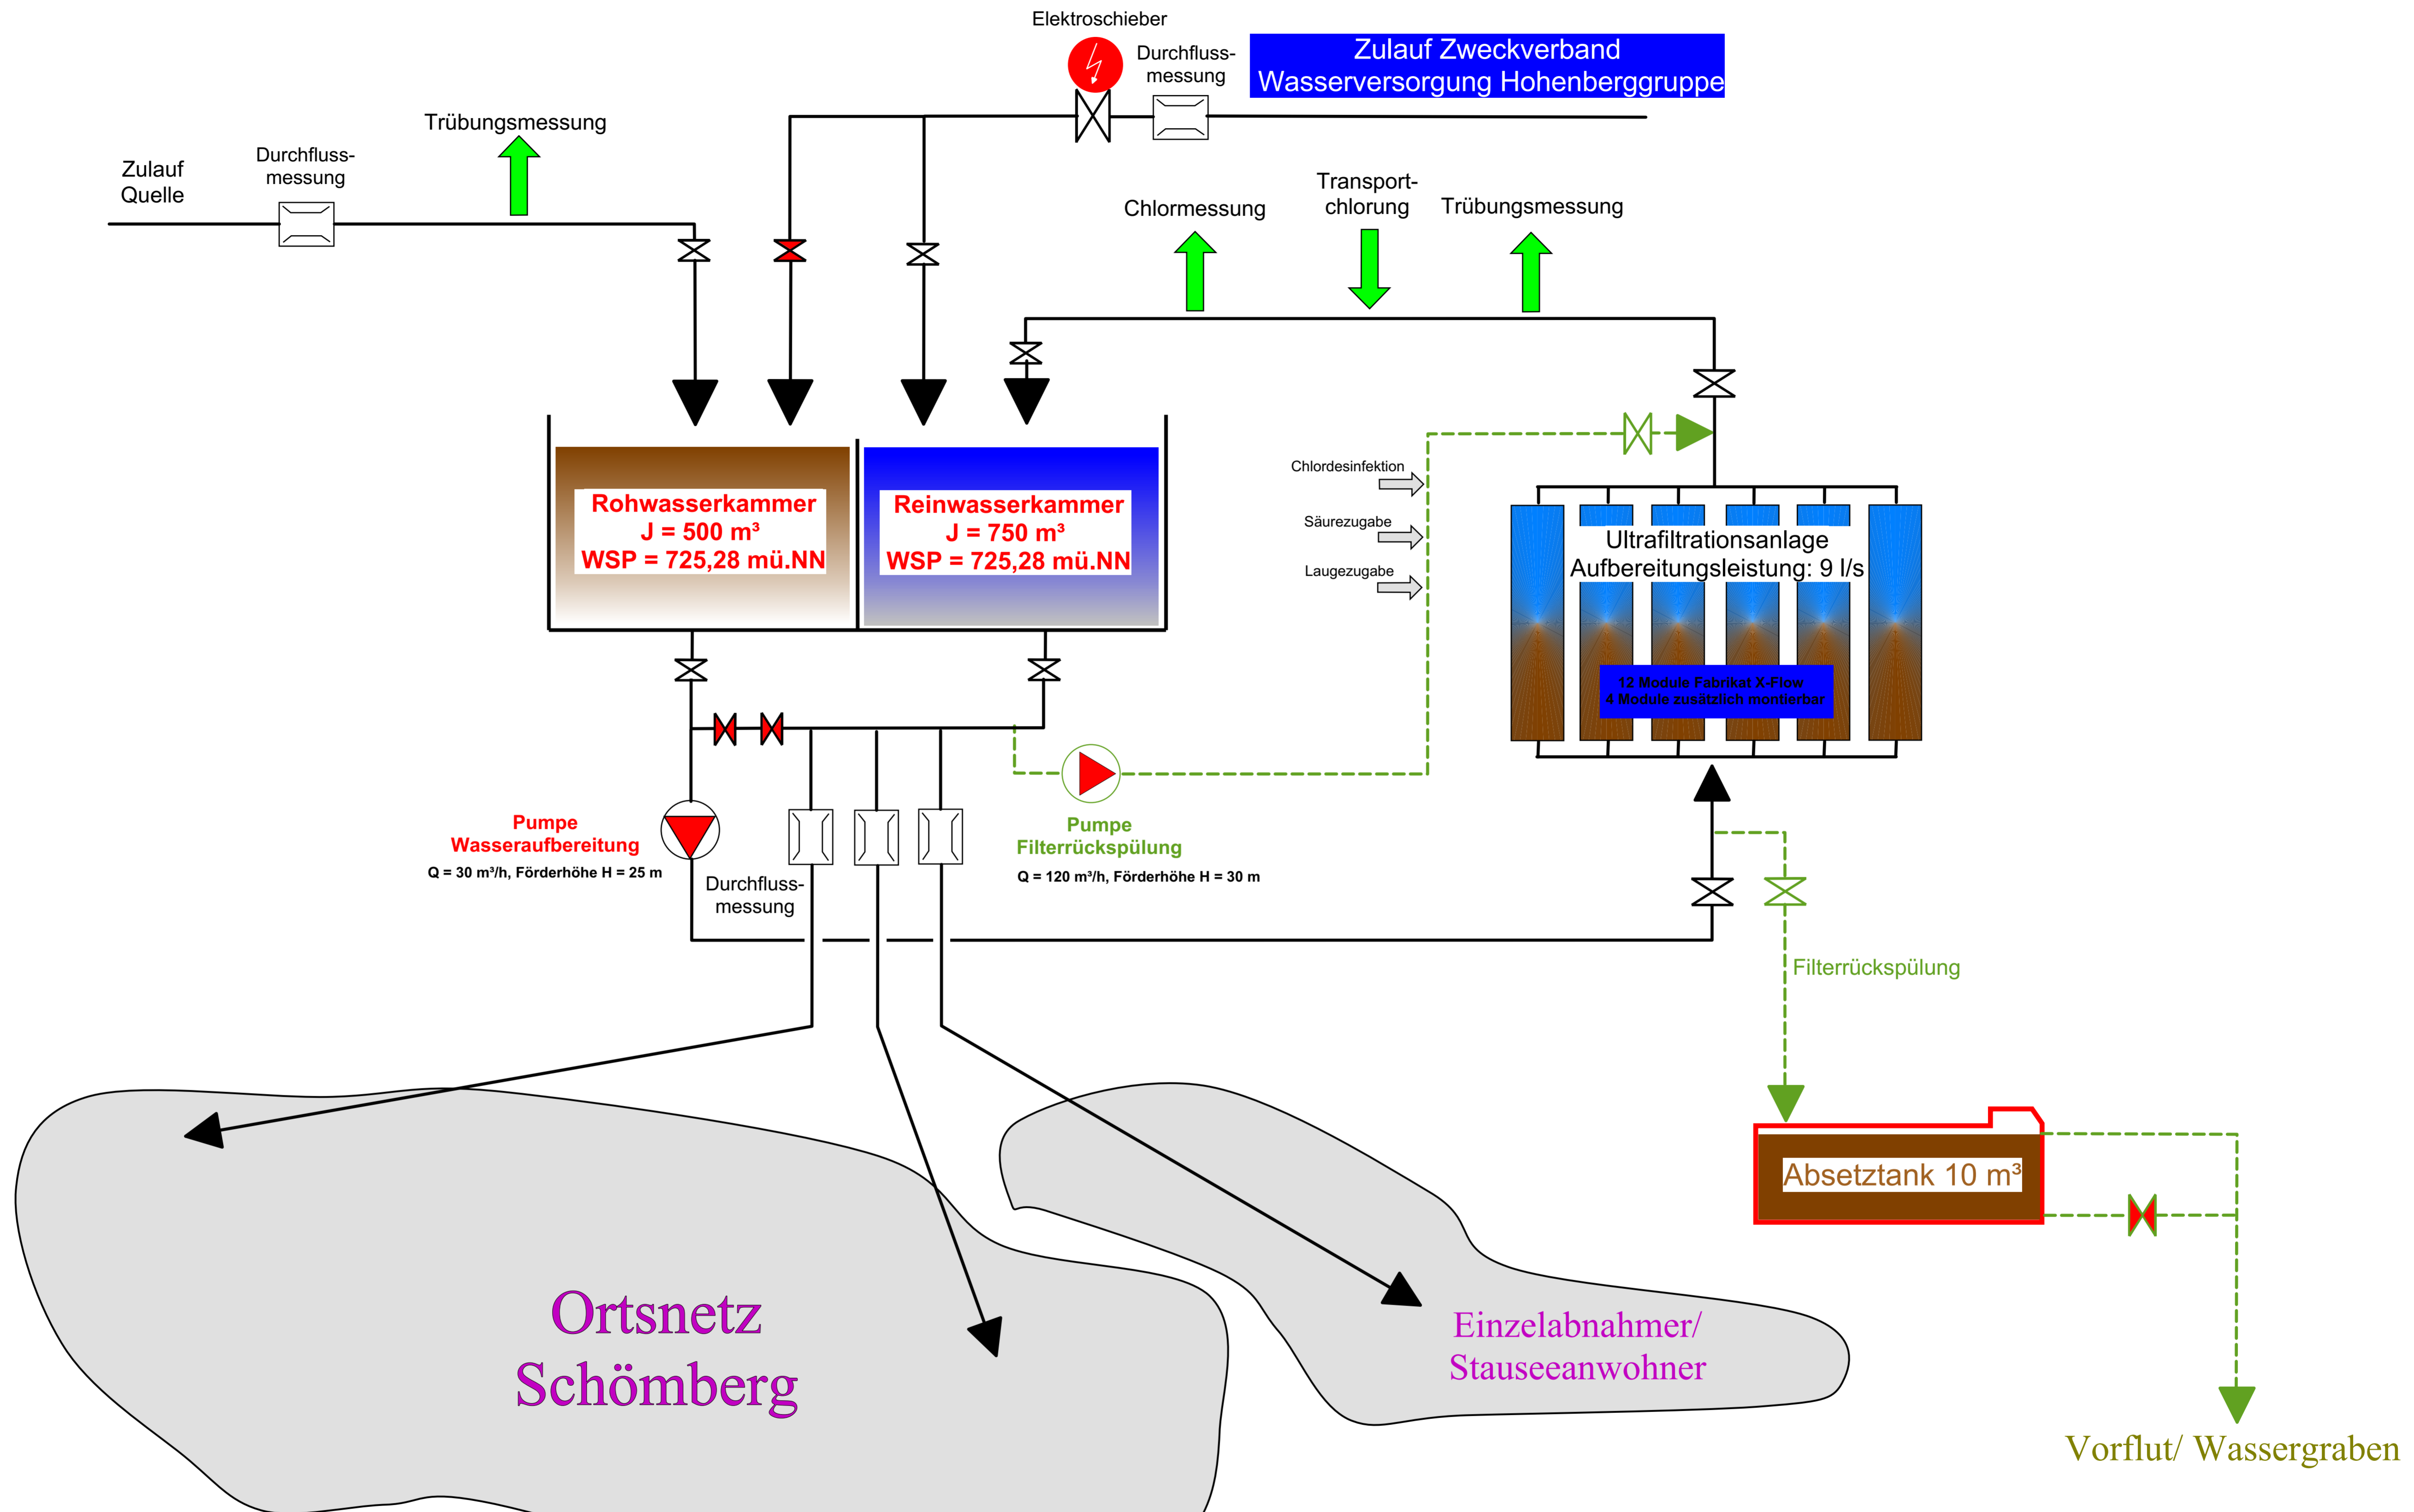 Elektroschieber
Durchfluss-
messung
Zulauf Zweckverband
Wasserversorgung Hohenberggruppe
Zulauf
Quelle
Durchfluss-
messung
Trübungsmessung
Chlormessung
Transport-
chlorung
Trübungsmessung
Rohwasserkammer
J = 500 m³
WSP = 725,28 mü.NN
Reinwasserkammer
J = 750 m³
WSP = 725,28 mü.NN
Chlordesinfektion
Säurezugabe
Laugezugabe
Ultrafiltrationsanlage
Aufbereitungsleistung: 9 l/s
12 Module Fabrikat X-Flow
4 Module zusätzlich montierbar
Pumpe
Wasseraufbereitung
Q = 30 m³/h, Förderhöhe H = 25 m
Durchfluss-
messung
Pumpe
Filterrückspülung
Q = 120 m³/h, Förderhöhe H = 30 m
Filterrückspülung
Absetztank 10 m³
Ortsnetz
Schömberg
Einzelabnahmer/
Stauseeanwohner
Vorflut/ Wassergraben